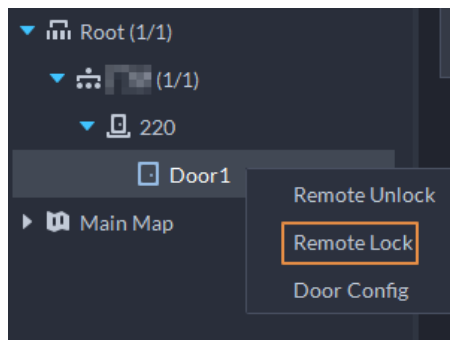 Root (1/1)
(1/1)
220
Door1
Remote Unlock
Main Map
Remote Lock
Door Config